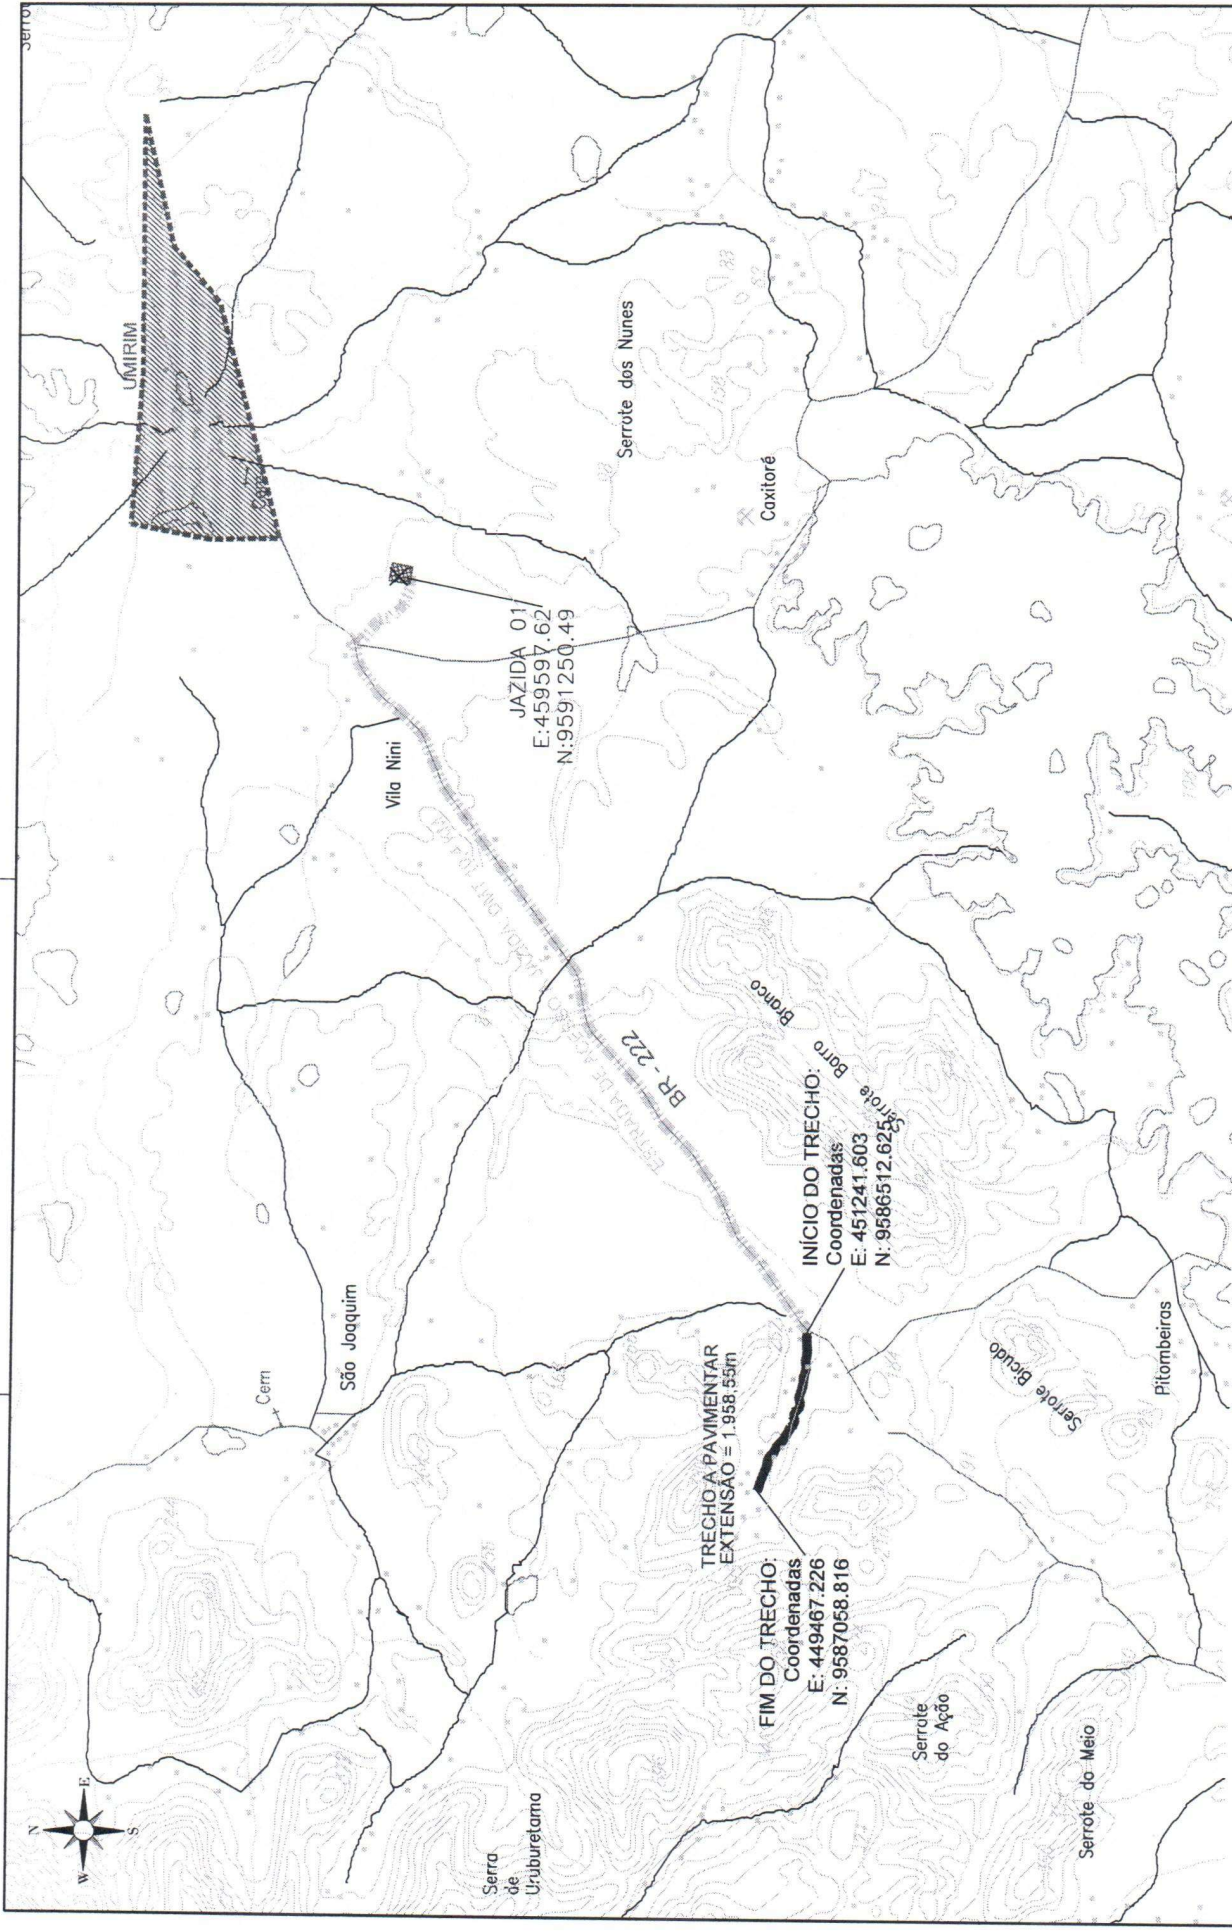 Serro
UMIRIM
Cem
N
W
E
S
JAZIDA 01
E:459597.62
N:9591250.49
Vila Nini
Serrote dos Nunes
Caxitoré
São Joaquim
Cem
BR - 222
Serrote Barro Branco
TRECHO A PAVIMENTAR
EXTENSÃO = 1.958,55m
INÍCIO DO TRECHO:
Coordenadas
E: 451241.603
N: 9586512.625
FIM DO TRECHO:
Coordenadas
E: 449467.226
N: 9587058.816
Serrote Bicudo
Pitombeiras
Serra
de
Uruburetama
Serrote
do Ação
Serrote do Meio